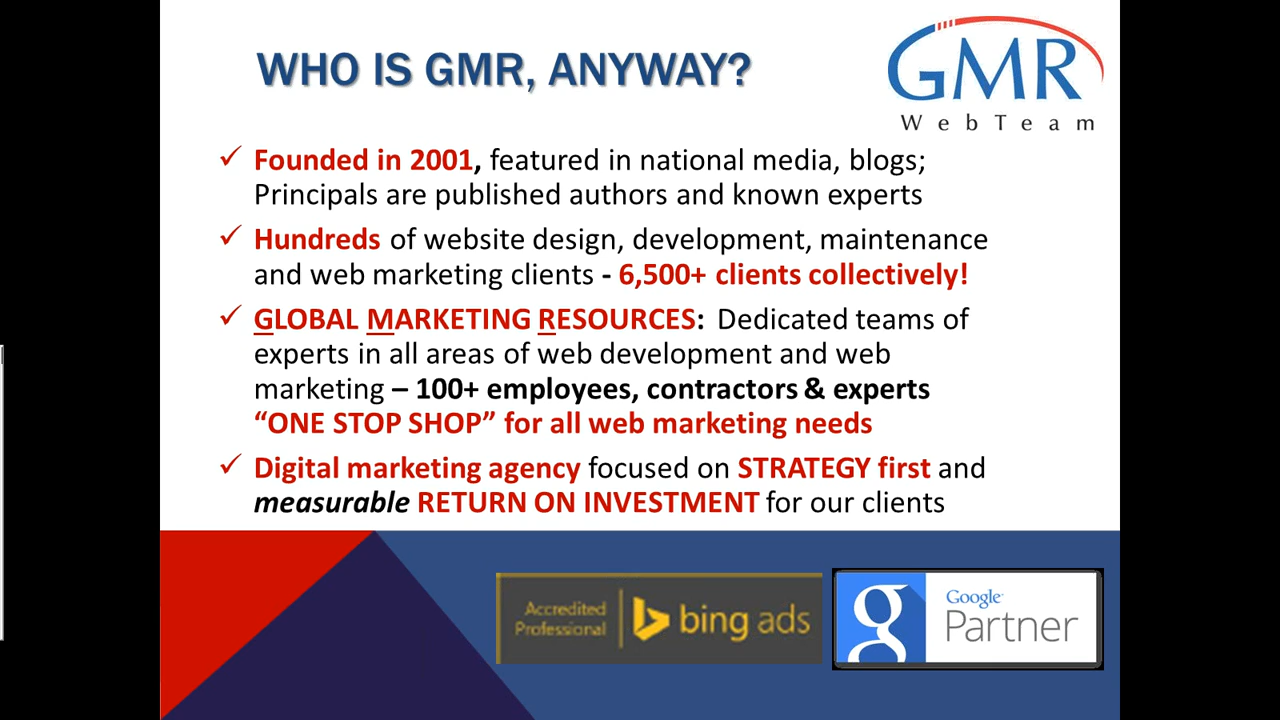 WHO IS GMR, ANYWAY?
GMR
WebTeam
✓ Founded in 2001, featured in national media, blogs;
Principals are published authors and known experts
✓ Hundreds of website design, development, maintenance
and web marketing clients - 6,500+ clients collectively!
✓ GLOBAL MARKETING RESOURCES: Dedicated teams of
experts in all areas of web development and web
marketing – 100+ employees, contractors & experts
“ONE STOP SHOP” for all web marketing needs
✓ Digital marketing agency focused on STRATEGY first and
measurable RETURN ON INVESTMENT for our clients
Accredited
Professional
bing ads
g
Google
Partner